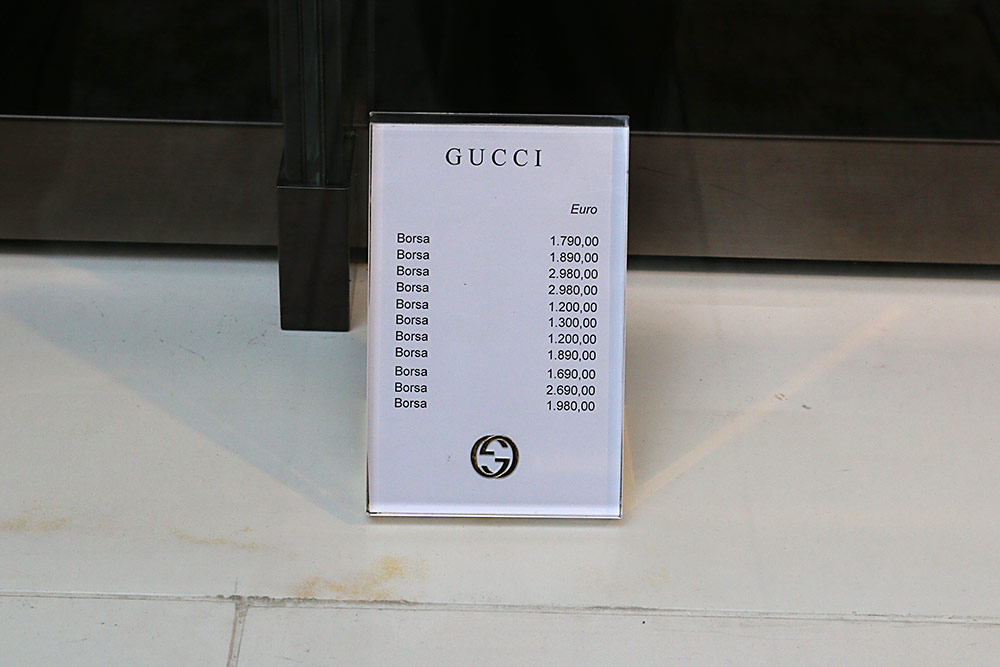 GUCCI
Euro
Borsa 1.790,00
Borsa 1.890,00
Borsa 2.980,00
Borsa 2.980,00
Borsa 1.200,00
Borsa 1.300,00
Borsa 1.200,00
Borsa 1.890,00
Borsa 1.690,00
Borsa 2.690,00
Borsa 1.980,00